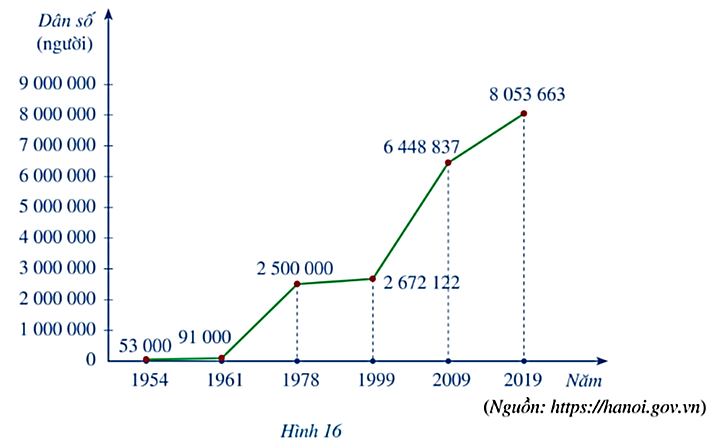 Dân số
(người)
9 000 000
8 000 000
7 000 000
6 000 000
5 000 000
4 000 000
3 000 000
2 000 000
1 000 000
0
53 000
91 000
2 500 000
2 672 122
6 448 837
8 053 663
1954 1961 1978 1999 2009 2019 Năm
(Nguồn: https://hanoi.gov.vn)
Hình 16